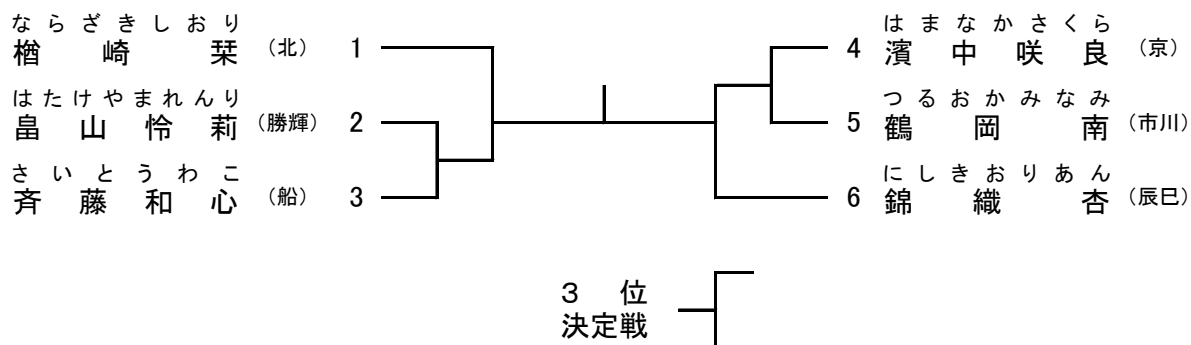 ならざきしおり
楢崎栞 （北） 1
はたけやまれんり
畠山怜莉 （勝輝） 2
さいとうわこ
斉藤和心 （船） 3
はまなかさくら
4 濱中咲良 （京）
つるおかみなみ
5 鶴岡南 （市川）
にしきおりあん
6 錦織杏 （辰巳）
3位
決定戦